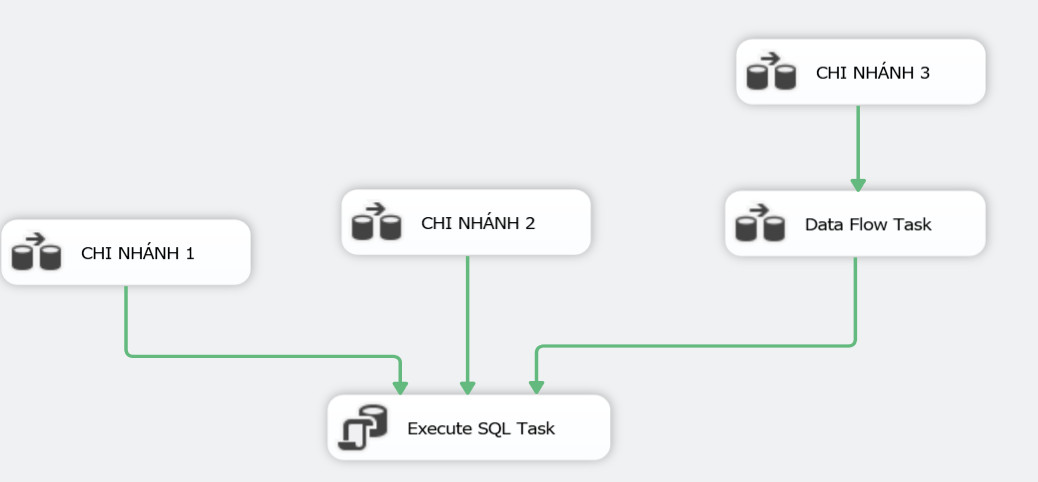 CHI NHÁNH 3
CHI NHÁNH 2
Data Flow Task
CHI NHÁNH 1
Execute SQL Task